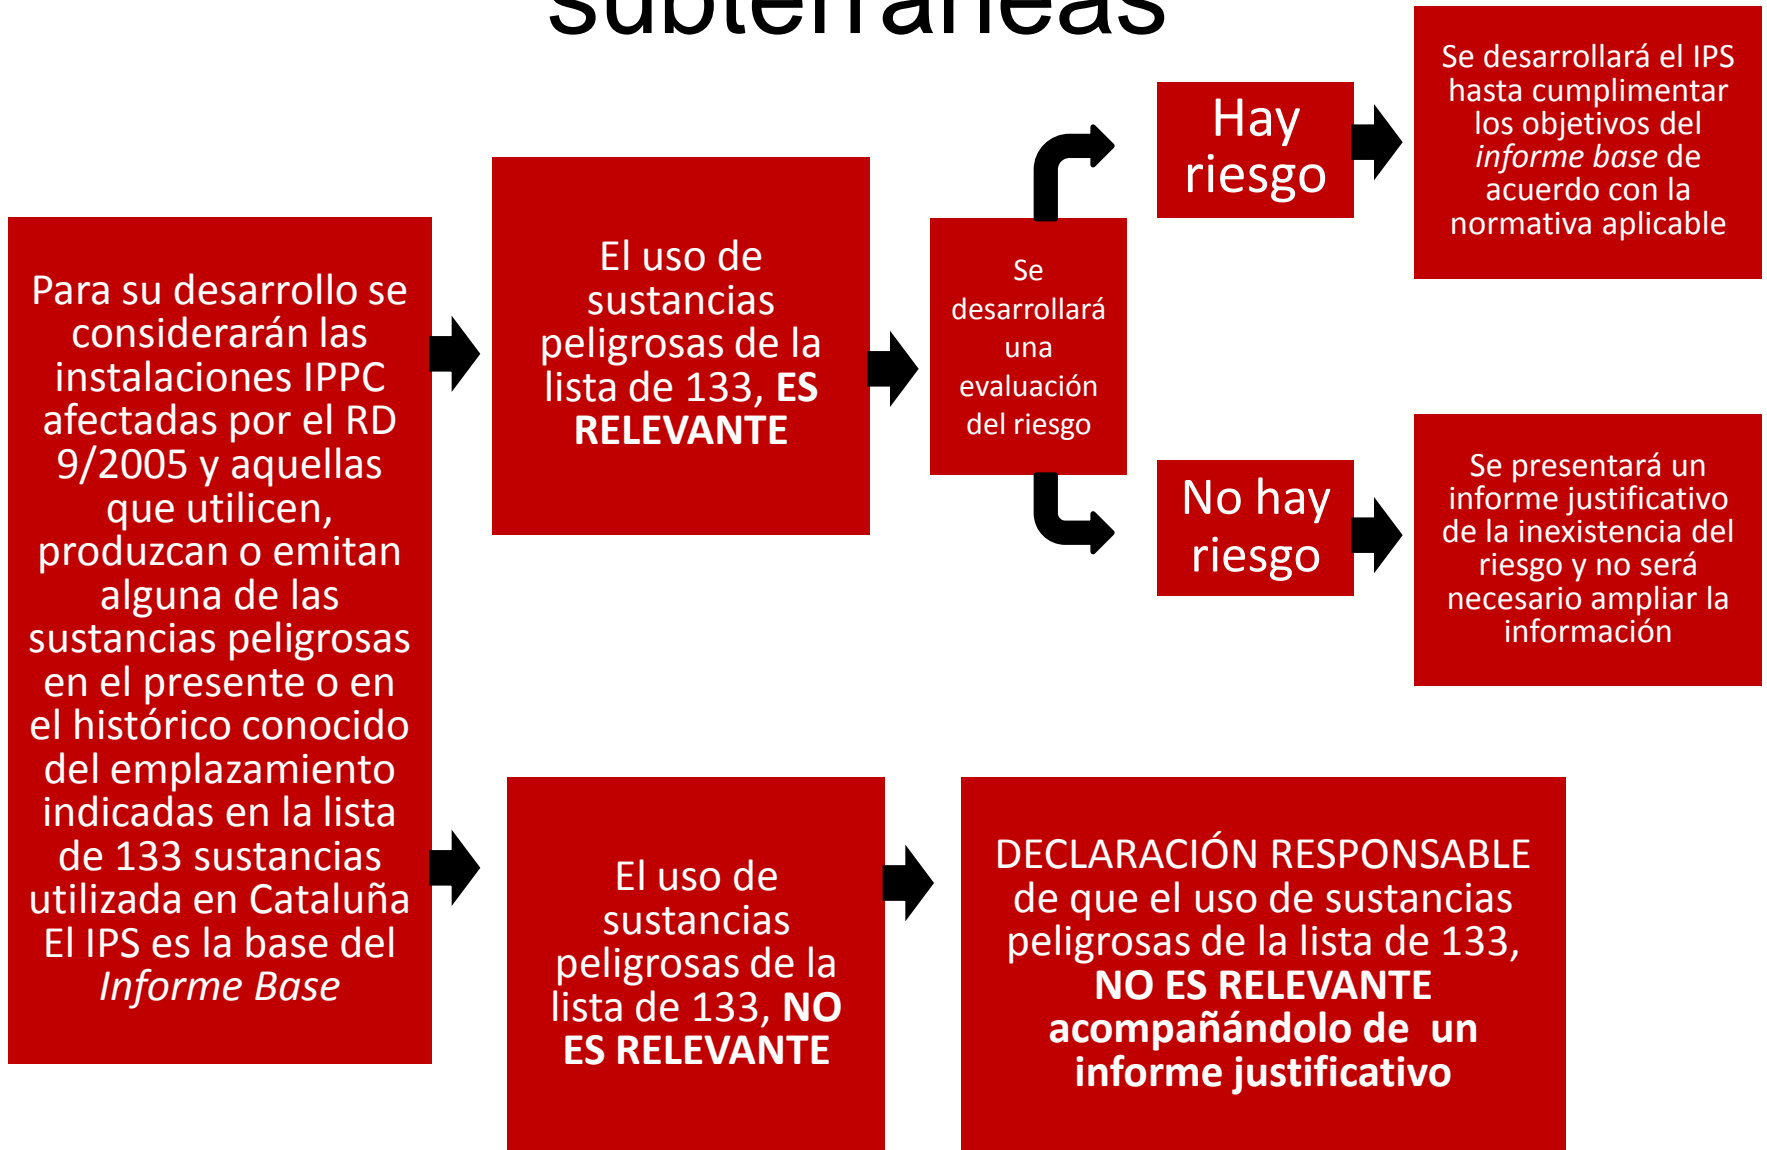 subterráneas
Para su desarrollo se
considerarán las
instalaciones IPPC
afectadas por el RD
9/2005 y aquellas
que utilicen,
produzcan o emitan
alguna de las
sustancias peligrosas
en el presente o en
el histórico conocido
del emplazamiento
indicadas en la lista
de 133 sustancias
utilizada en Cataluña
El IPS es la base del
Informe Base
El uso de
sustancias
peligrosas de la
lista de 133, ES
RELEVANTE
Se
desarrollará
una
evaluación
del riesgo
Hay
riesgo
Se desarrollará el IPS
hasta cumplimentar
los objetivos del
informe base de
acuerdo con la
normativa aplicable
No hay
riesgo
Se presentará un
informe justificativo
de la inexistencia del
riesgo y no será
necesario ampliar la
información
El uso de
sustancias
peligrosas de la
lista de 133, NO
ES RELEVANTE
DECLARACIÓN RESPONSABLE
de que el uso de sustancias
peligrosas de la lista de 133,
NO ES RELEVANTE
acompañándolo de  un
informe justificativo